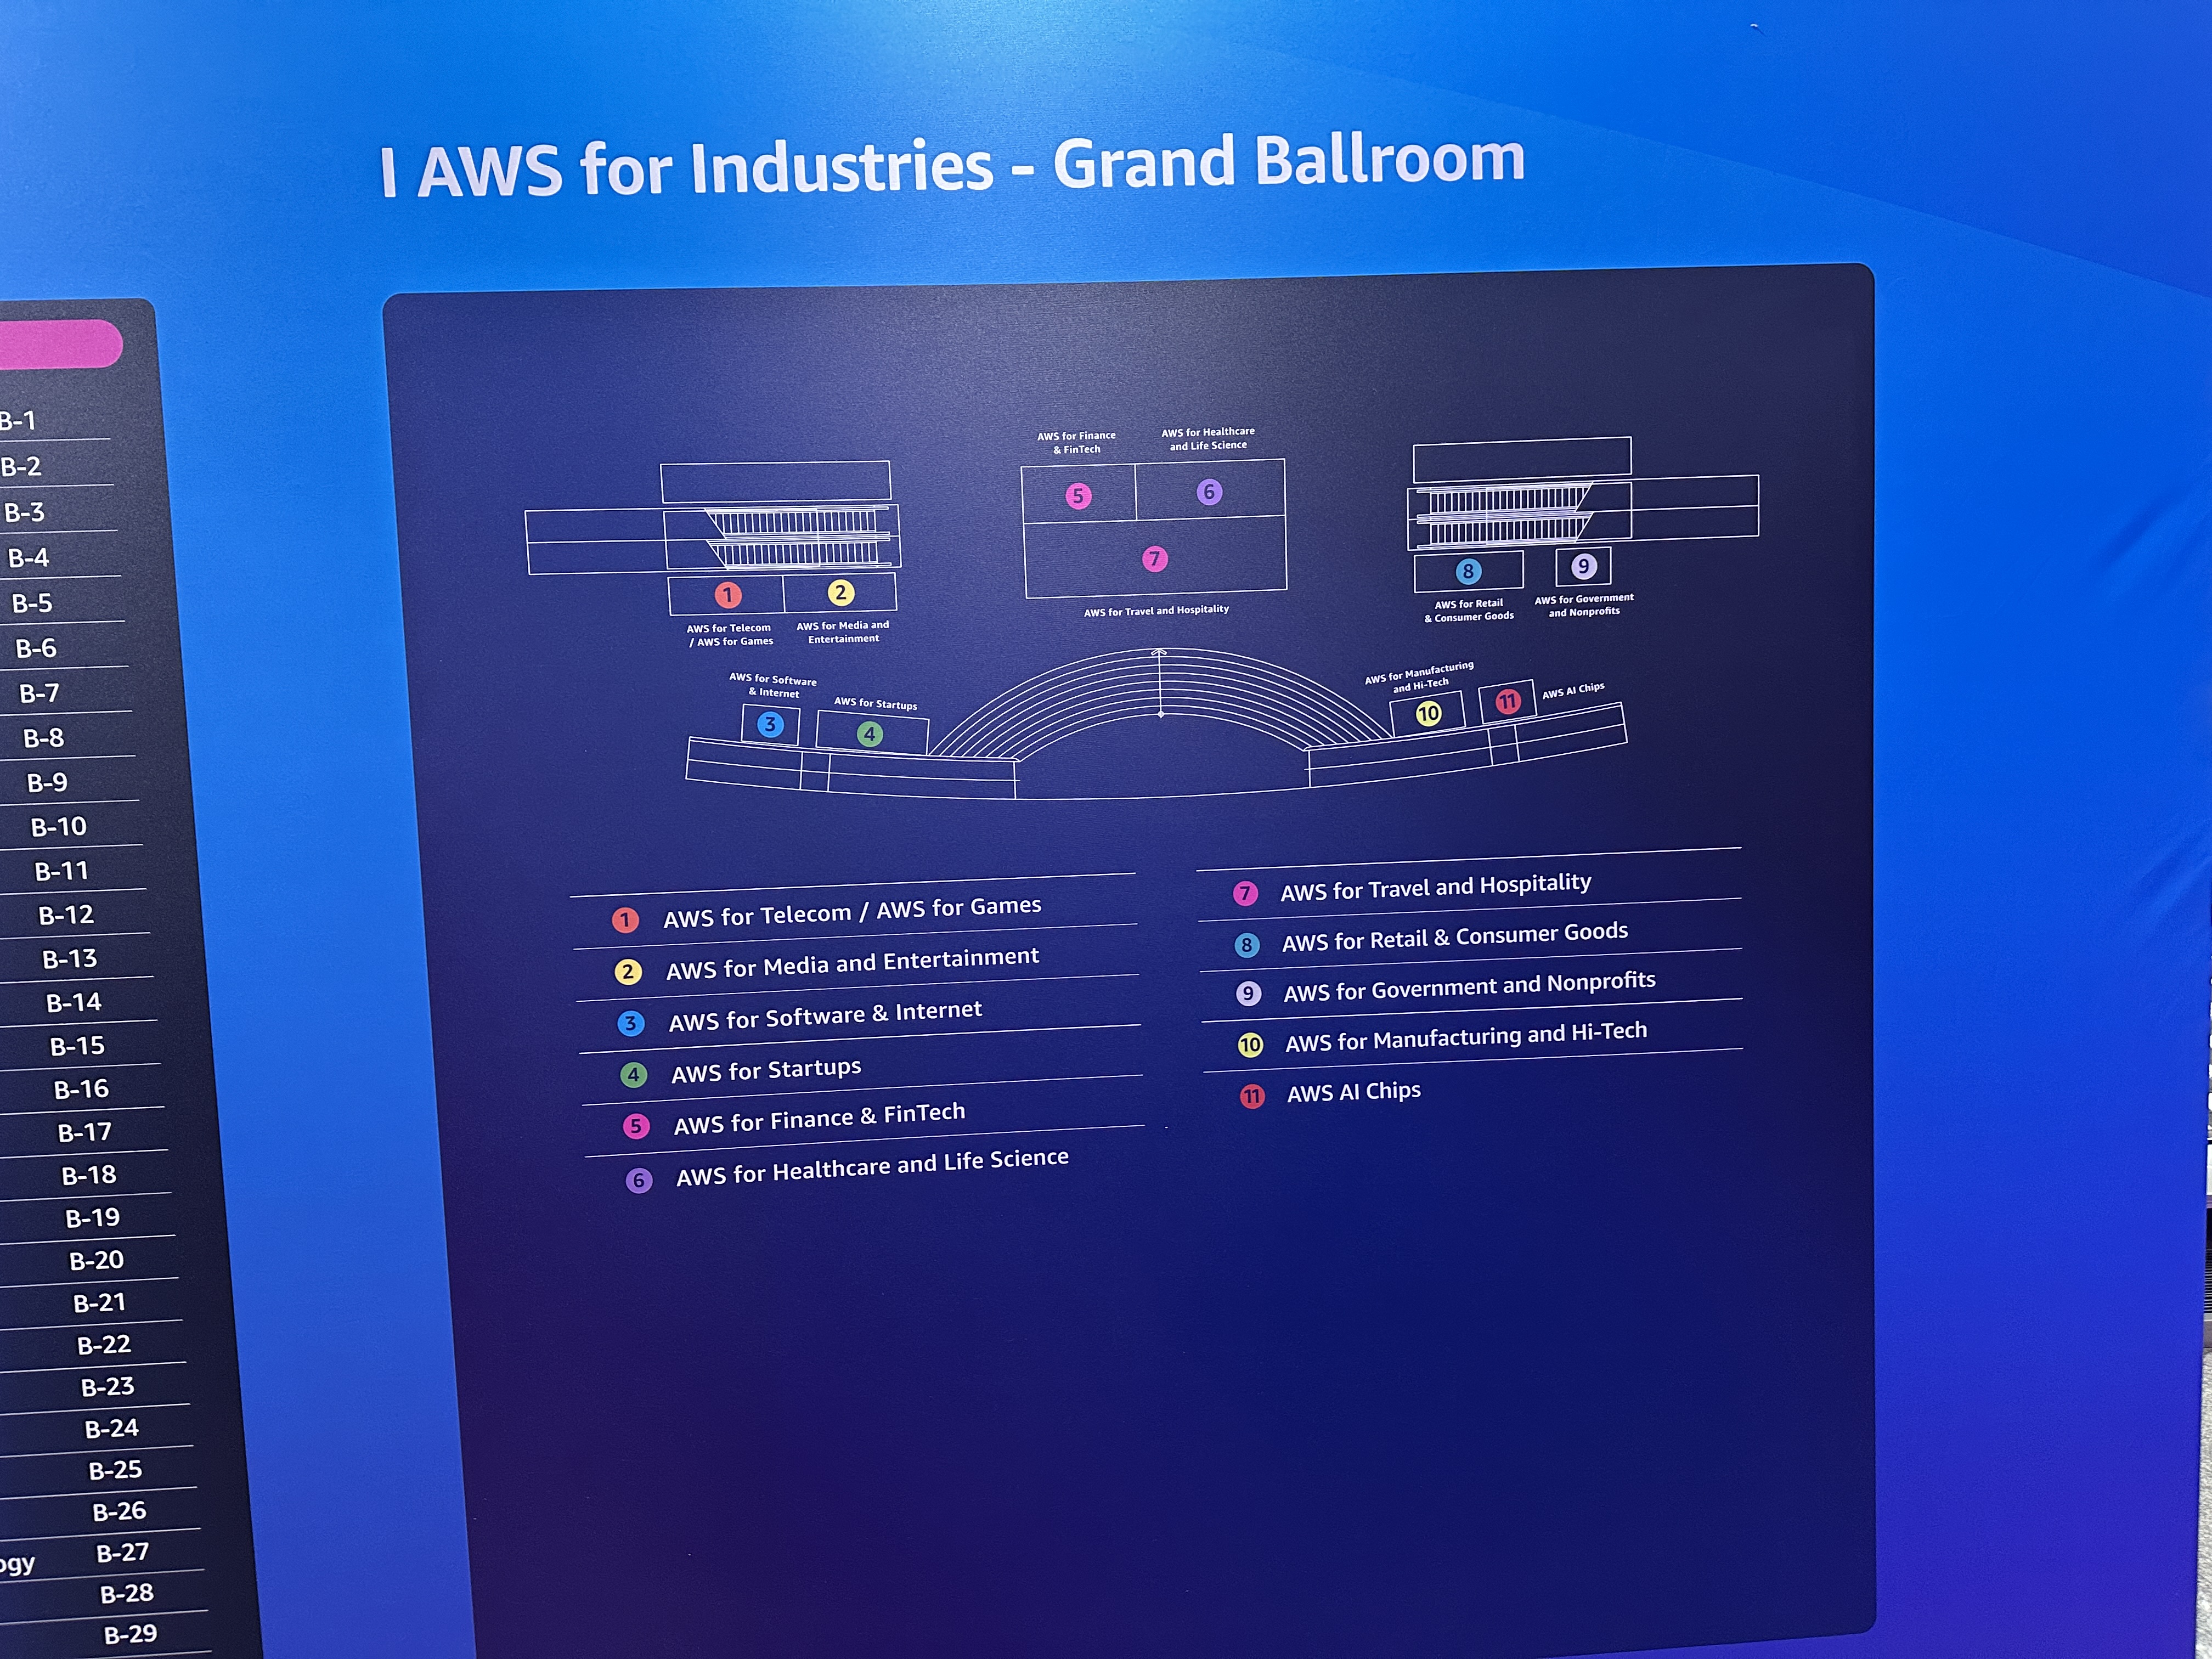 I AWS for Industries - Grand Ballroom
B-1
B-2
B-3
B-4
B-5
B-6
B-7
B-8
B-9
B-10
B-11
B-12
B-13
B-14
B-15
B-16
B-17
B-18
B-19
B-20
B-21
B-22
B-23
B-24
B-25
B-26
B-27
B-28
B-29
AWS for Finance
& FinTech
AWS for Healthcare
and Life Science
5
6
7
AWS for Travel and Hospitality
1
2
AWS for Telecom
/ AWS for Games
AWS for Media and
Entertainment
8
9
AWS for Retail
& Consumer Goods
AWS for Government
and Nonprofits
AWS for Software
& Internet
AWS for Startups
3
4
AWS for Manufacturing
and Hi-Tech
AWS AI Chips
10
11
1 AWS for Telecom / AWS for Games
2 AWS for Media and Entertainment
3 AWS for Software & Internet
4 AWS for Startups
5 AWS for Finance & FinTech
6 AWS for Healthcare and Life Science
7 AWS for Travel and Hospitality
8 AWS for Retail & Consumer Goods
9 AWS for Government and Nonprofits
10 AWS for Manufacturing and Hi-Tech
11 AWS AI Chips